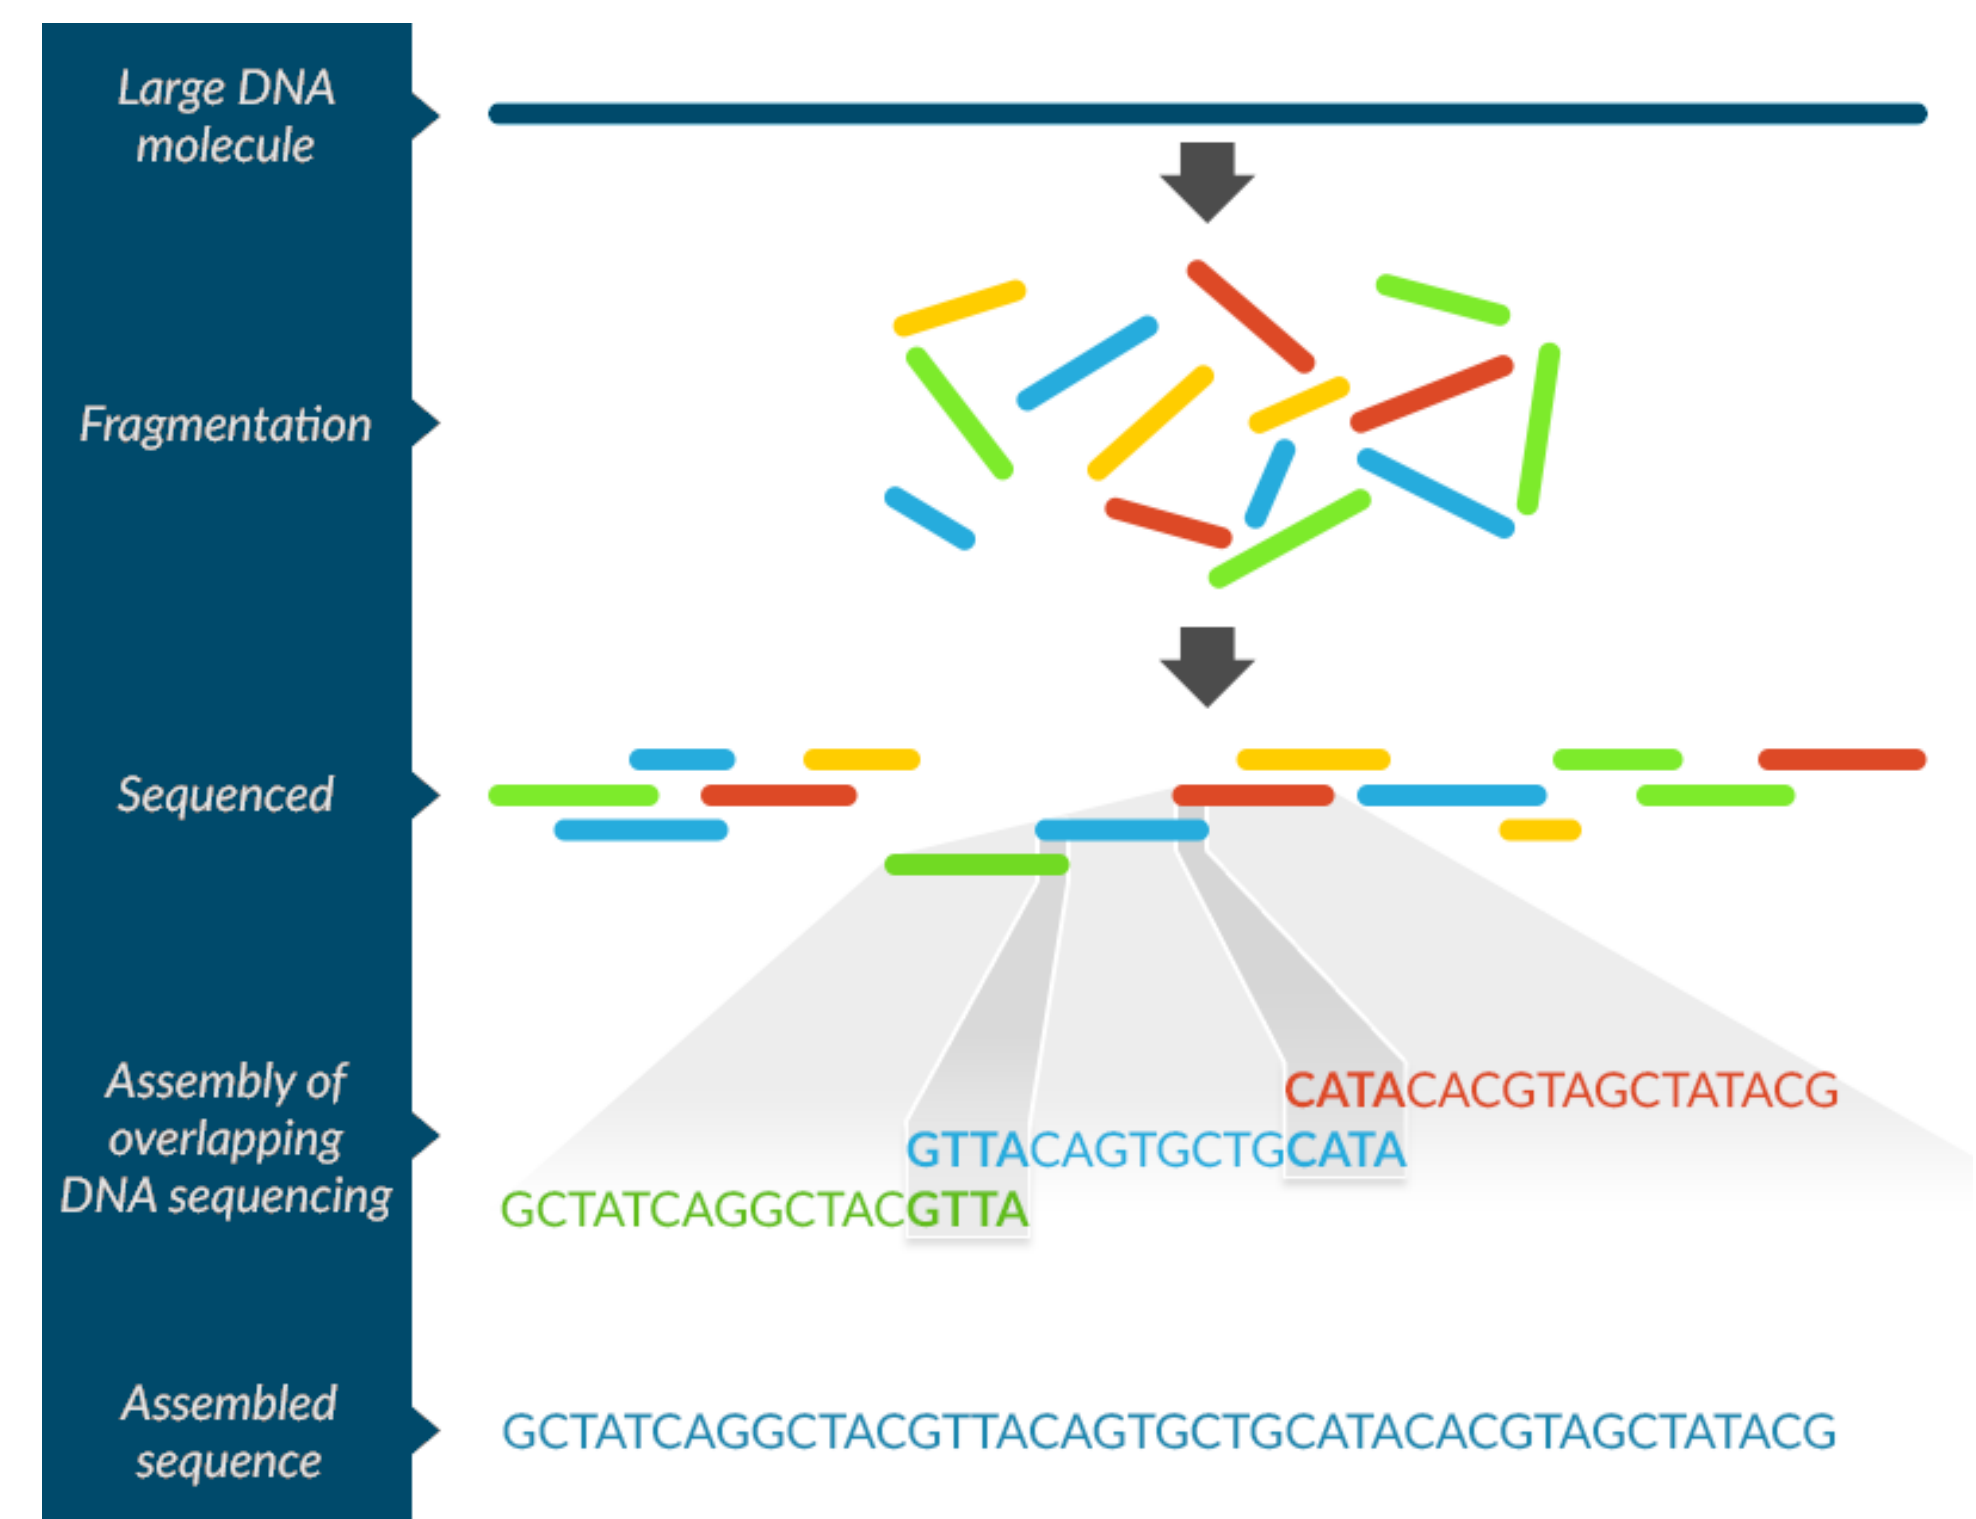 Large DNA
molecule
Fragmentation
Sequenced
Assembly of
overlapping
DNA sequencing
CATACACGTAGCTATACG
GTTACAGTGCTGCATA
GCTATCAGGCTACGTTA
Assembled
sequence
GCTATCAGGCTACGTTACAGTGCTGCATACACGTAGCTATACG